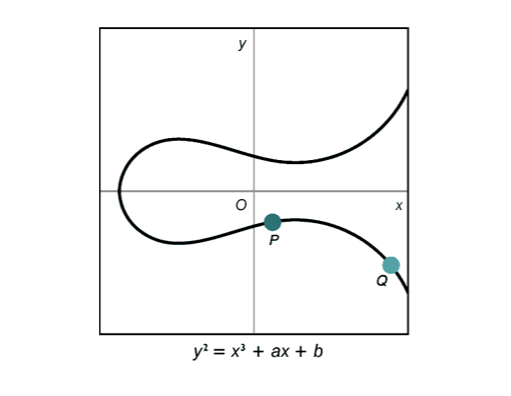 y
O
x
P
Q
y² = x³ + ax + b